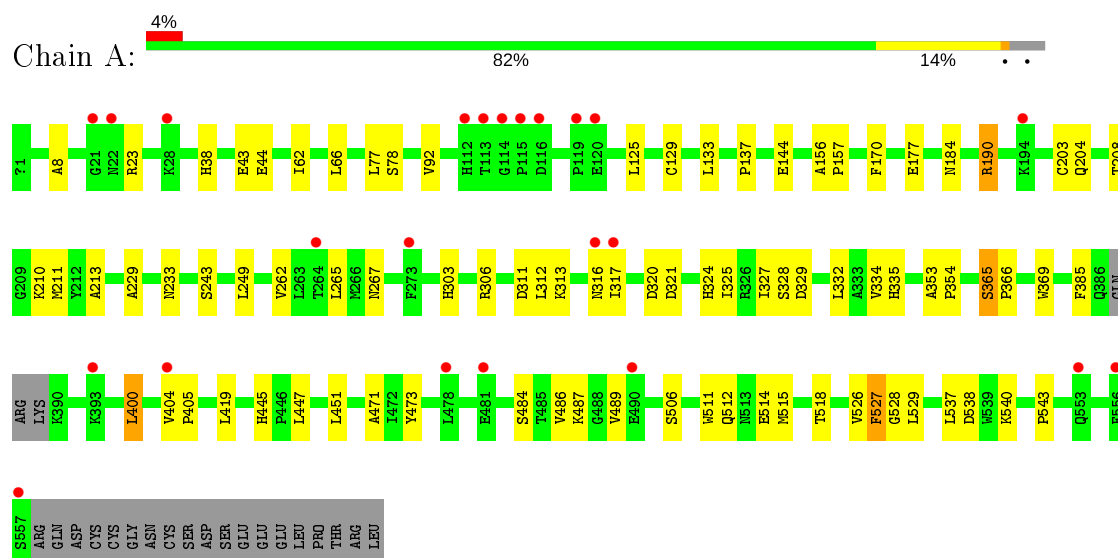 4%
Chain A:
82% 14% • •
?1 A8 G21 N22 R23 K28 H38 E43 E44 I62 L66 L77 S78 V92 H112 T113 G114 P115 D116 P119 E120 L125 C129 L133 P137 E144 A156 P157 F170 E177 N184 R190 K194 C203 Q204 T208
G209 K210 M211 Y212 A213 A229 N233 S243 L249 V262 L263 T264 L265 M266 N267 F273 H303 R306 D311 L312 K313 N316 I317 D320 D321 H324 I325 R326 I327 S328 D329 L332 A333 V334 H335 A353 P354 S365 P366 W369 F385 Q386 GLN
ARG LYS K390 K393 L400 V404 P405 L419 H445 P446 L447 L451 A471 I472 Y473 L478 E481 S484 T485 V486 K487 G488 V489 E490 S506 W511 Q512 N513 E514 M515 T518 V526 F527 G528 L529 L537 D538 W539 K540 P543 Q553 E556
S557 ARG GLN ASP CYS CYS GLY ASN CYS SER ASP SER GLU GLU GLU LEU PRO THR ARG LEU